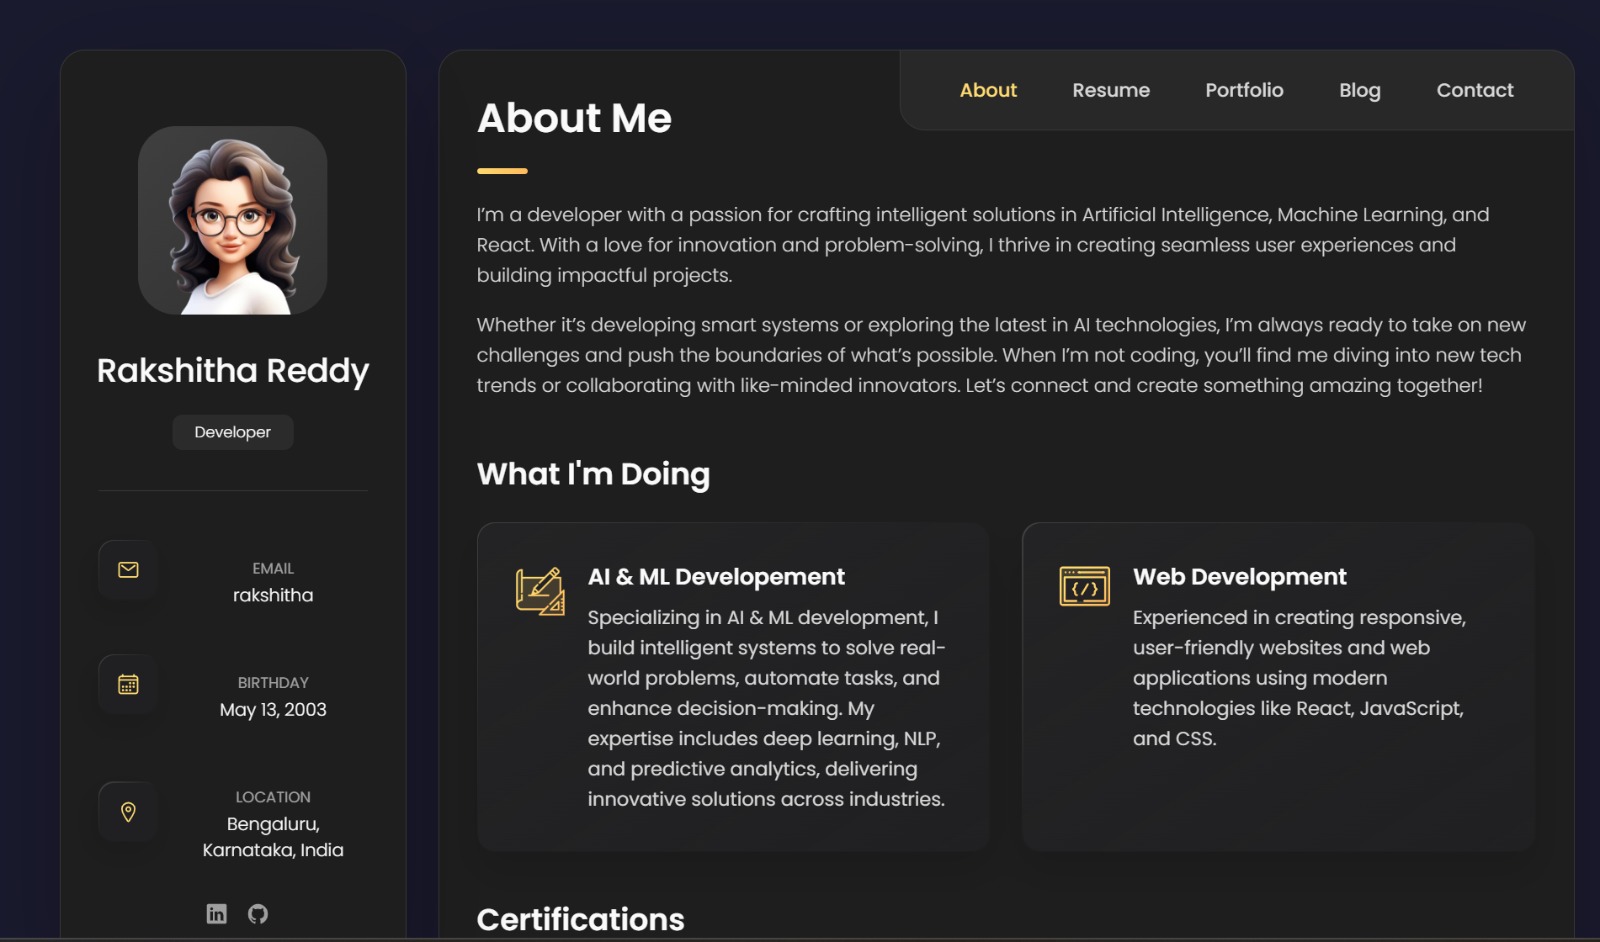 Rakshitha Reddy
Developer
EMAIL
rakshitha
BIRTHDAY
May 13, 2003
LOCATION
Bengaluru,
Karnataka, India
in
About
Resume
Portfolio
Blog
Contact
About Me
I’m a developer with a passion for crafting intelligent solutions in Artificial Intelligence, Machine Learning, and
React. With a love for innovation and problem-solving, I thrive in creating seamless user experiences and
building impactful projects.
Whether it’s developing smart systems or exploring the latest in AI technologies, I’m always ready to take on new
challenges and push the boundaries of what’s possible. When I’m not coding, you’ll find me diving into new tech
trends or collaborating with like-minded innovators. Let’s connect and create something amazing together!
What I'm Doing
AI & ML Developement
Specializing in AI & ML development, I
build intelligent systems to solve real-
world problems, automate tasks, and
enhance decision-making. My
expertise includes deep learning, NLP,
and predictive analytics, delivering
innovative solutions across industries.
Web Development
Experienced in creating responsive,
user-friendly websites and web
applications using modern
technologies like React, JavaScript,
and CSS.
Certifications